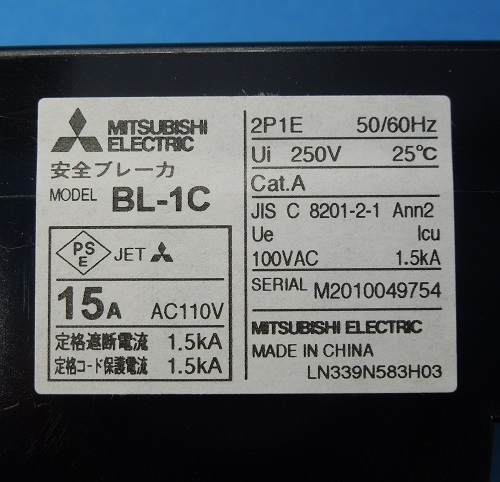 MITSUBISHI
ELECTRIC
安全ブレーカ
MODEL BL-1C
PSE JET
15A AC110V
定格遮断電流 1.5kA
定格コード保護電流 1.5kA
2P1E 50/60Hz
Ui 250V 25℃
Cat.A
JIS C 8201-2-1 Ann2
Ue Icu
100VAC 1.5kA
SERIAL M2010049754
MITSUBISHI ELECTRIC
MADE IN CHINA
LN339N583H03